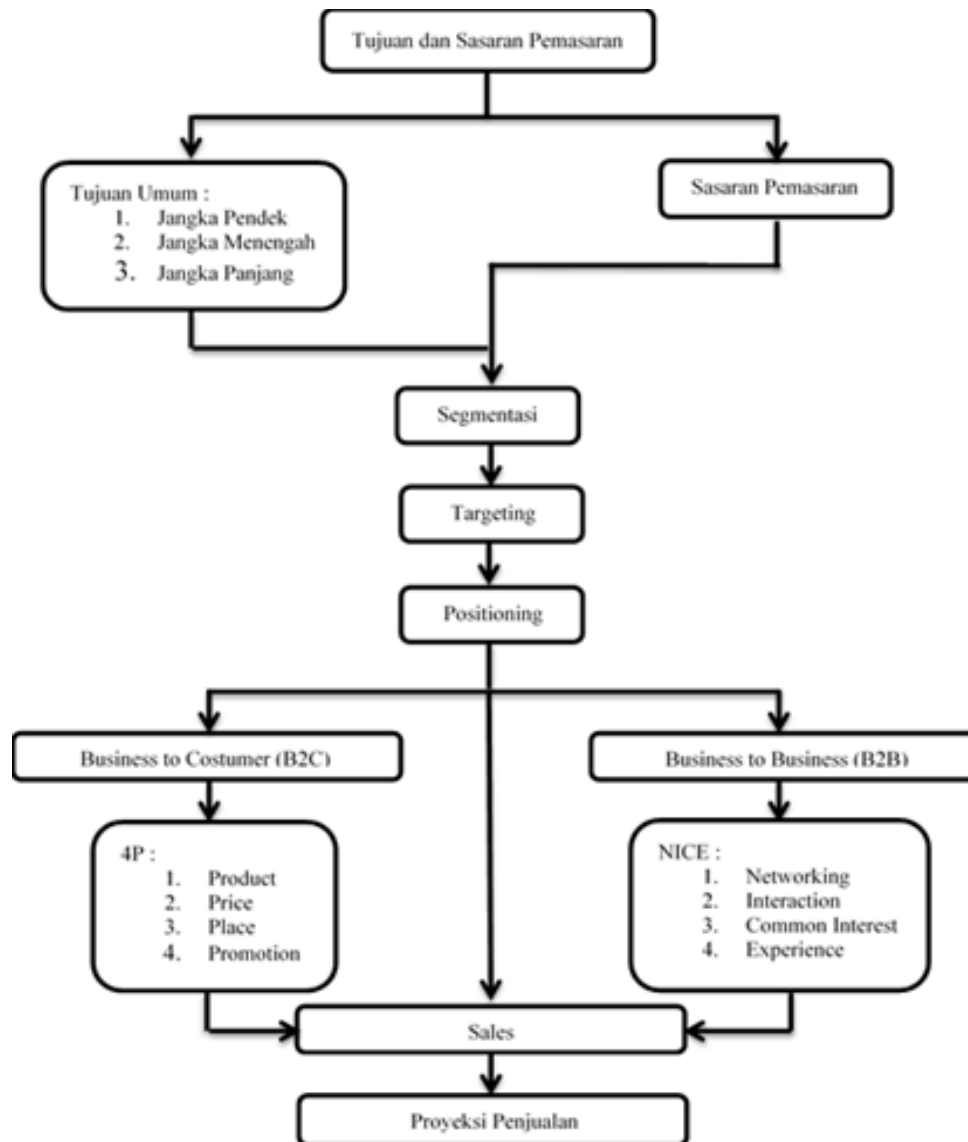 Tujuan dan Sasaran Pemasaran
Tujuan Umum :
1. Jangka Pendek
2. Jangka Menengah
3. Jangka Panjang
Sasaran Pemasaran
Segmentasi
Targeting
Positioning
Business to Costumer (B2C)
Business to Business (B2B)
4P :
1. Product
2. Price
3. Place
4. Promotion
NICE :
1. Networking
2. Interaction
3. Common Interest
4. Experience
Sales
Proyeksi Penjualan